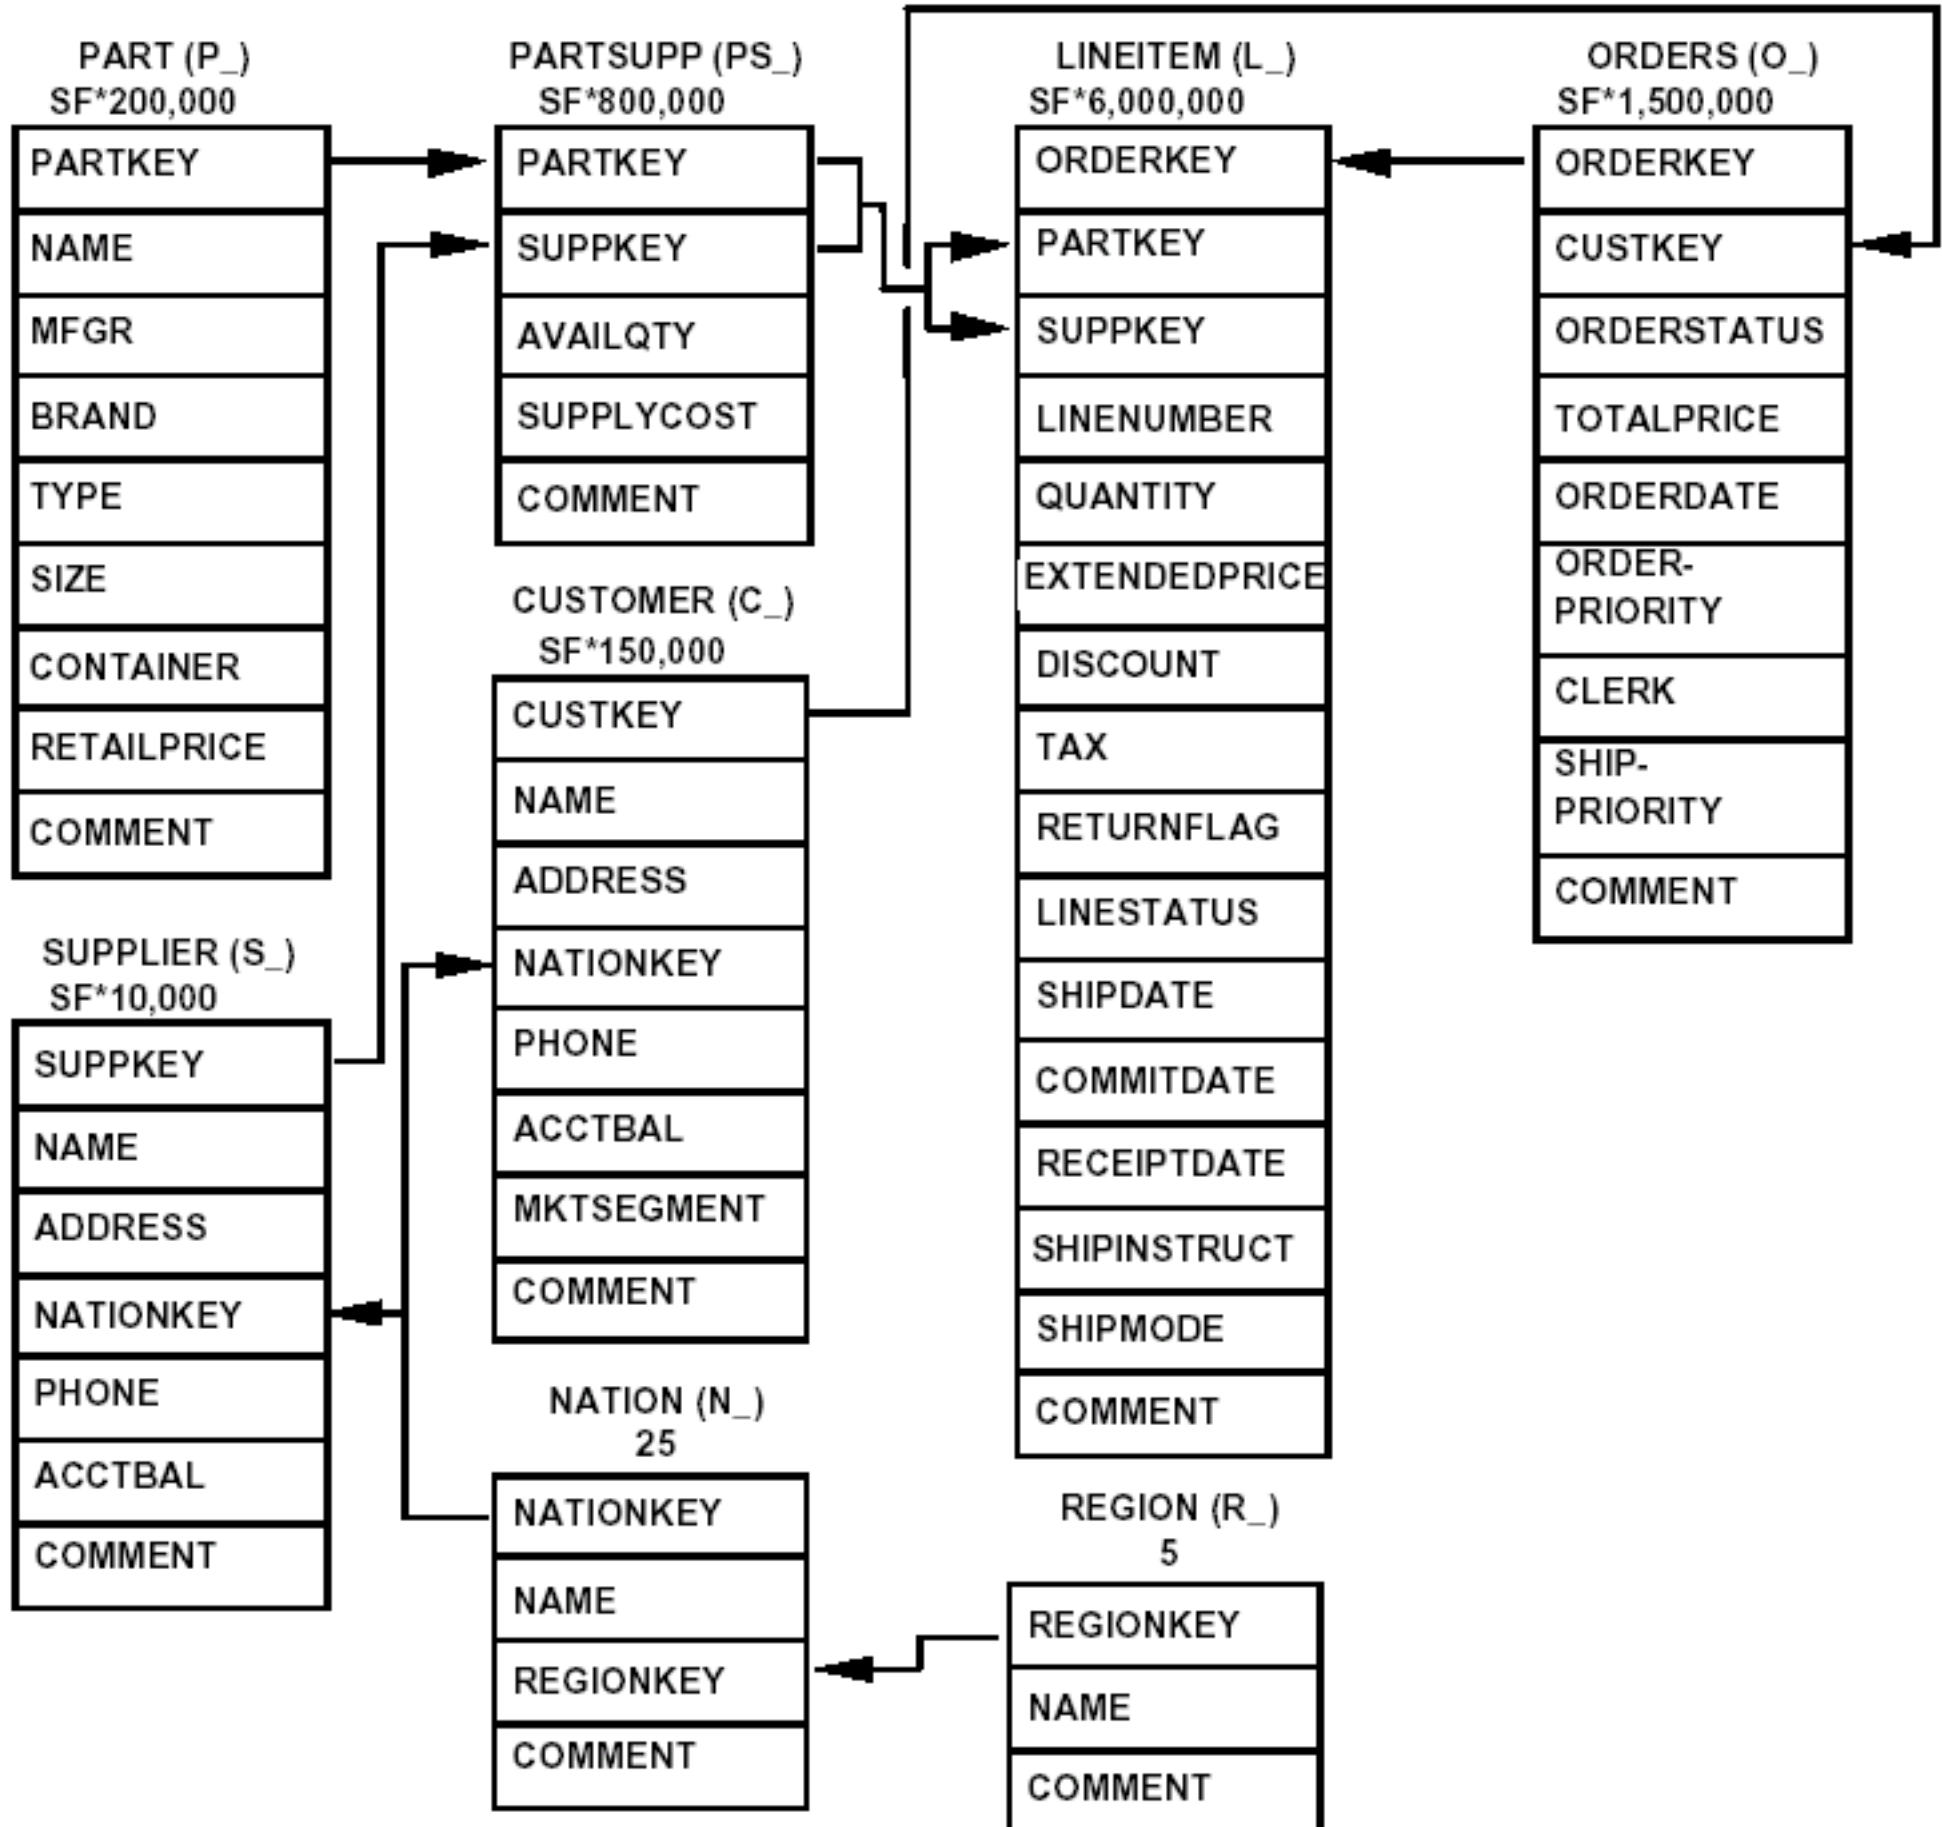 PART (P_)
SF*200,000
PARTKEY
NAME
MFGR
BRAND
TYPE
SIZE
CONTAINER
RETAILPRICE
COMMENT
SUPPLIER (S_)
SF*10,000
SUPPKEY
NAME
ADDRESS
NATIONKEY
PHONE
ACCTBAL
COMMENT
PARTSUPP (PS_)
SF*800,000
PARTKEY
SUPPKEY
AVAILQTY
SUPPLYCOST
COMMENT
CUSTOMER (C_)
SF*150,000
CUSTKEY
NAME
ADDRESS
NATIONKEY
PHONE
ACCTBAL
MKTSEGMENT
COMMENT
NATION (N_)
25
NATIONKEY
NAME
REGIONKEY
COMMENT
LINEITEM (L_)
SF*6,000,000
ORDERKEY
PARTKEY
SUPPKEY
LINENUMBER
QUANTITY
EXTENDEDPRICE
DISCOUNT
TAX
RETURNFLAG
LINESTATUS
SHIPDATE
COMMITDATE
RECEIPTDATE
SHIPINSTRUCT
SHIPMODE
COMMENT
REGION (R_)
5
REGIONKEY
NAME
COMMENT
ORDERS (O_)
SF*1,500,000
ORDERKEY
CUSTKEY
ORDERSTATUS
TOTALPRICE
ORDERDATE
ORDER-
PRIORITY
CLERK
SHIP-
PRIORITY
COMMENT